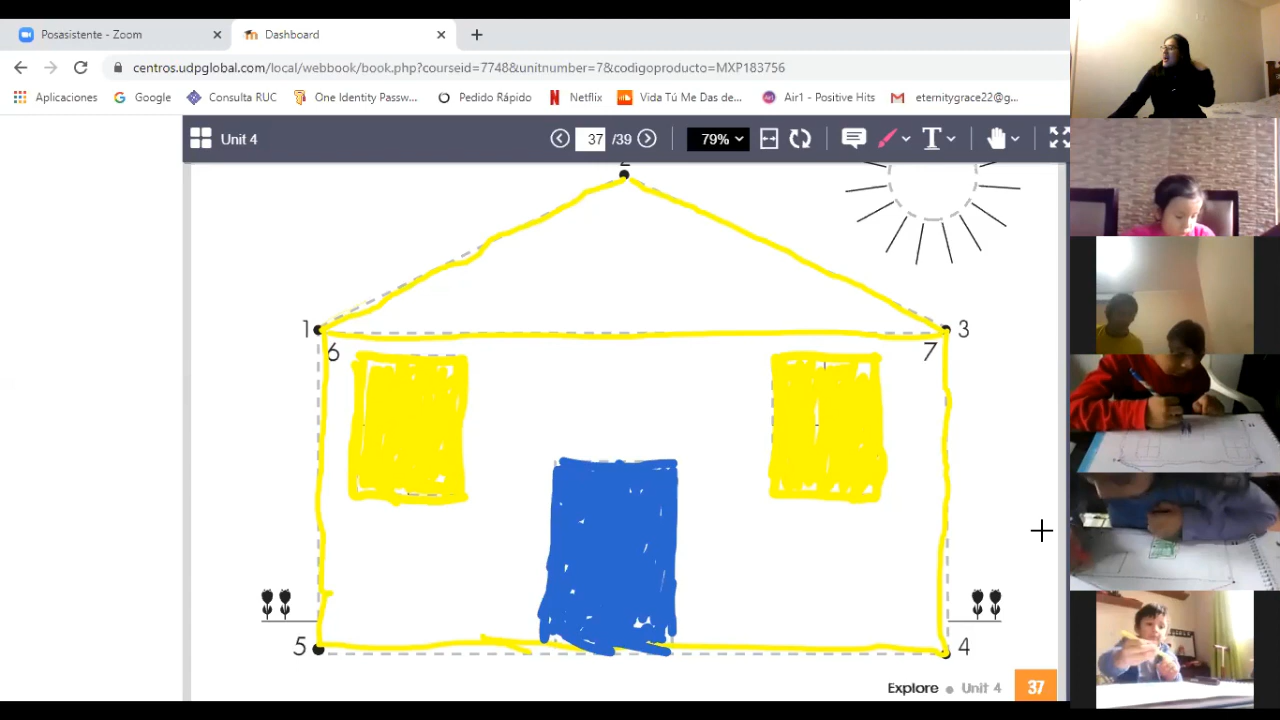 Posasistente - Zoom
Dashboard
centros.udpglobal.com/local/webbook/book.php?courseid=7748&unitnumber=7&codigoproducto=MXP183756
Aplicaciones Google Consulta RUC One Identity Passw... Pedido Rápido Netflix Vida Tú Me Das de... Air1 - Positive Hits eternitygrace22@g...
Unit 4 37 /39 79% T
2
1 3
6 7
5 4
Explore Unit 4 37